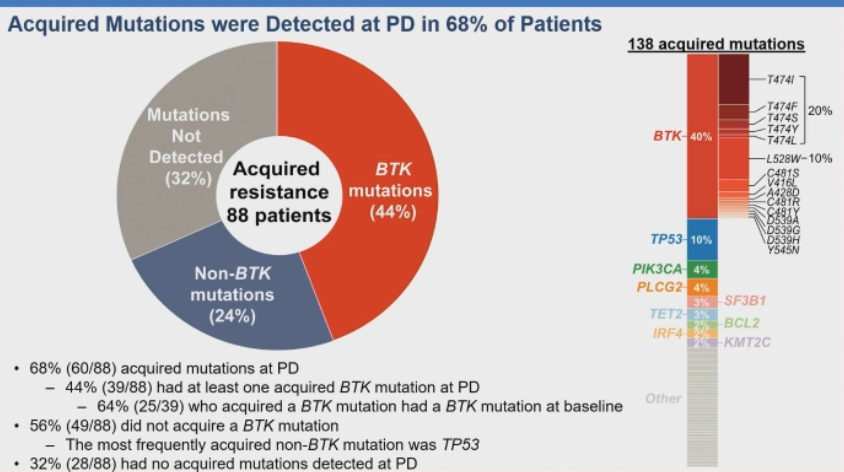 Acquired Mutations were Detected at PD in 68% of Patients
Mutations
Not
Detected
(32%)
Acquired
resistance
88 patients
BTK
mutations
(44%)
Non-BTK
mutations
(24%)
138 acquired mutations
BTK 40%
T474I
T474F
T474S
T474Y
T474L
20%
L528W 10%
C481S
V416L
A428D
C481R
C481Y
D539A
D539G
D539H
Y545N
TP53 10%
PIK3CA 4%
PLCG2 4%
3% SF3B1
TET2 3%
2% BCL2
IRF4 2%
2% KMT2C
Other
• 68% (60/88) acquired mutations at PD
– 44% (39/88) had at least one acquired BTK mutation at PD
– 64% (25/39) who acquired a BTK mutation had a BTK mutation at baseline
• 56% (49/88) did not acquire a BTK mutation
– The most frequently acquired non-BTK mutation was TP53
• 32% (28/88) had no acquired mutations detected at PD